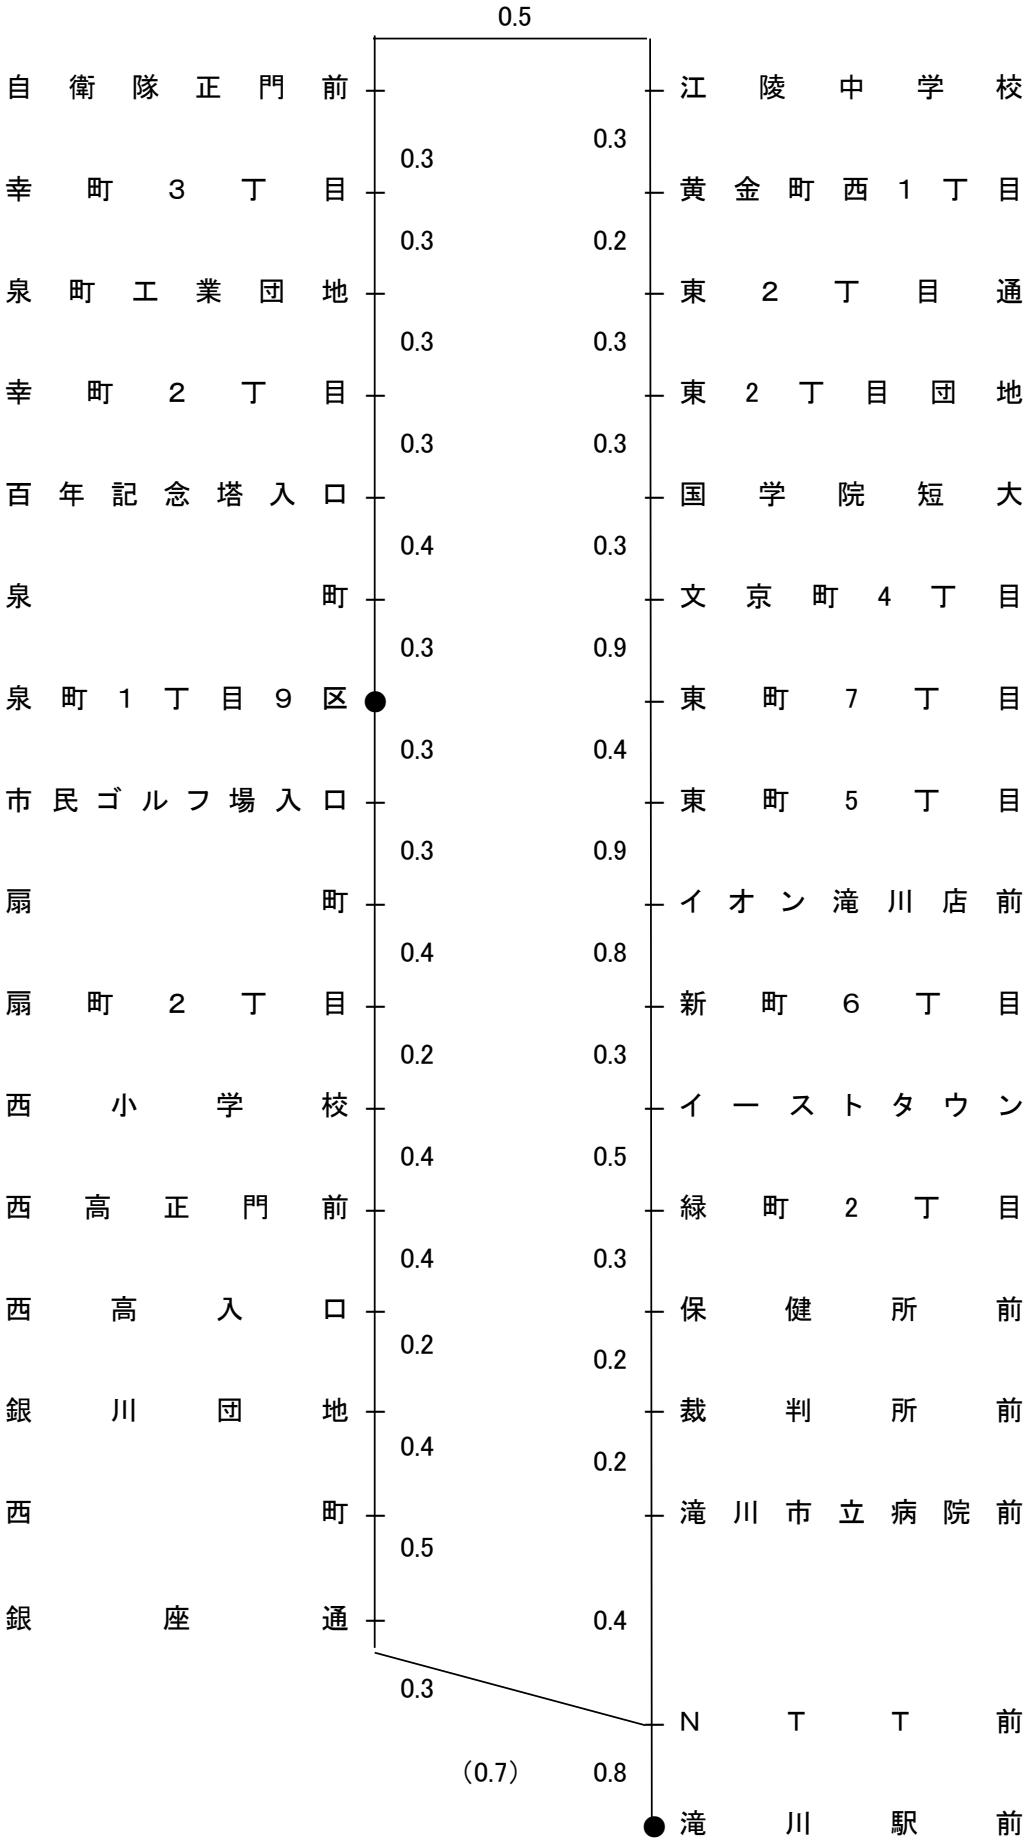 0.5
自衛隊正門前
江陵中学校
0.3
0.3
幸町３丁目
黄金町西１丁目
0.3
0.2
泉町工業団地
東２丁目通
0.3
0.3
幸町２丁目
東２丁目団地
0.3
0.3
百年記念塔入口
国学院短大
0.4
0.3
泉町
文京町４丁目
0.3
0.9
泉町１丁目９区
東町７丁目
0.3
0.4
市民ゴルフ場入口
東町５丁目
0.3
0.9
扇町
イオン滝川店前
0.4
0.8
扇町２丁目
新町６丁目
0.2
0.3
西小学校
イーストタウン
0.4
0.5
西高正門前
緑町２丁目
0.4
0.3
西高入口
保健所前
0.2
0.2
銀川団地
裁判所前
0.4
0.2
西町
滝川市立病院前
0.5
銀座通
0.4
0.3
ＮＴＴ前
（0.7）
0.8
滝川駅前